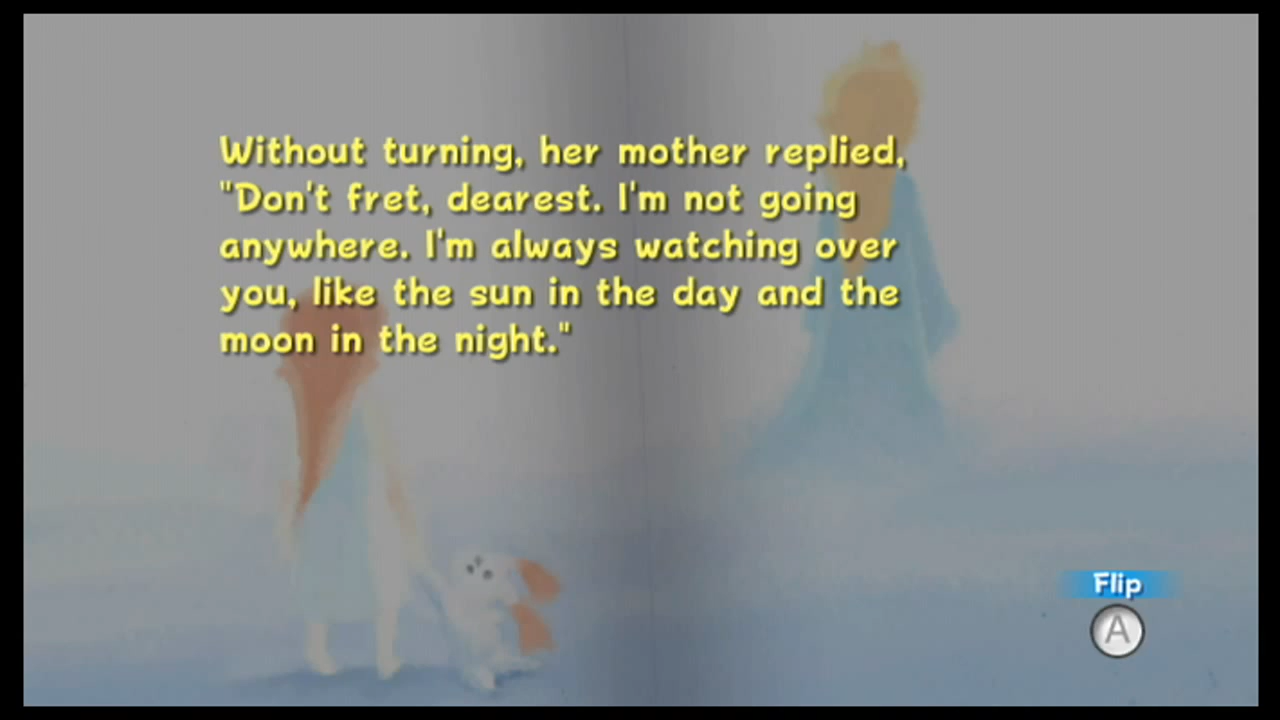 Without turning, her mother replied,
"Don't fret, dearest. I'm not going
anywhere. I'm always watching over
you, like the sun in the day and the
moon in the night."
Flip
A